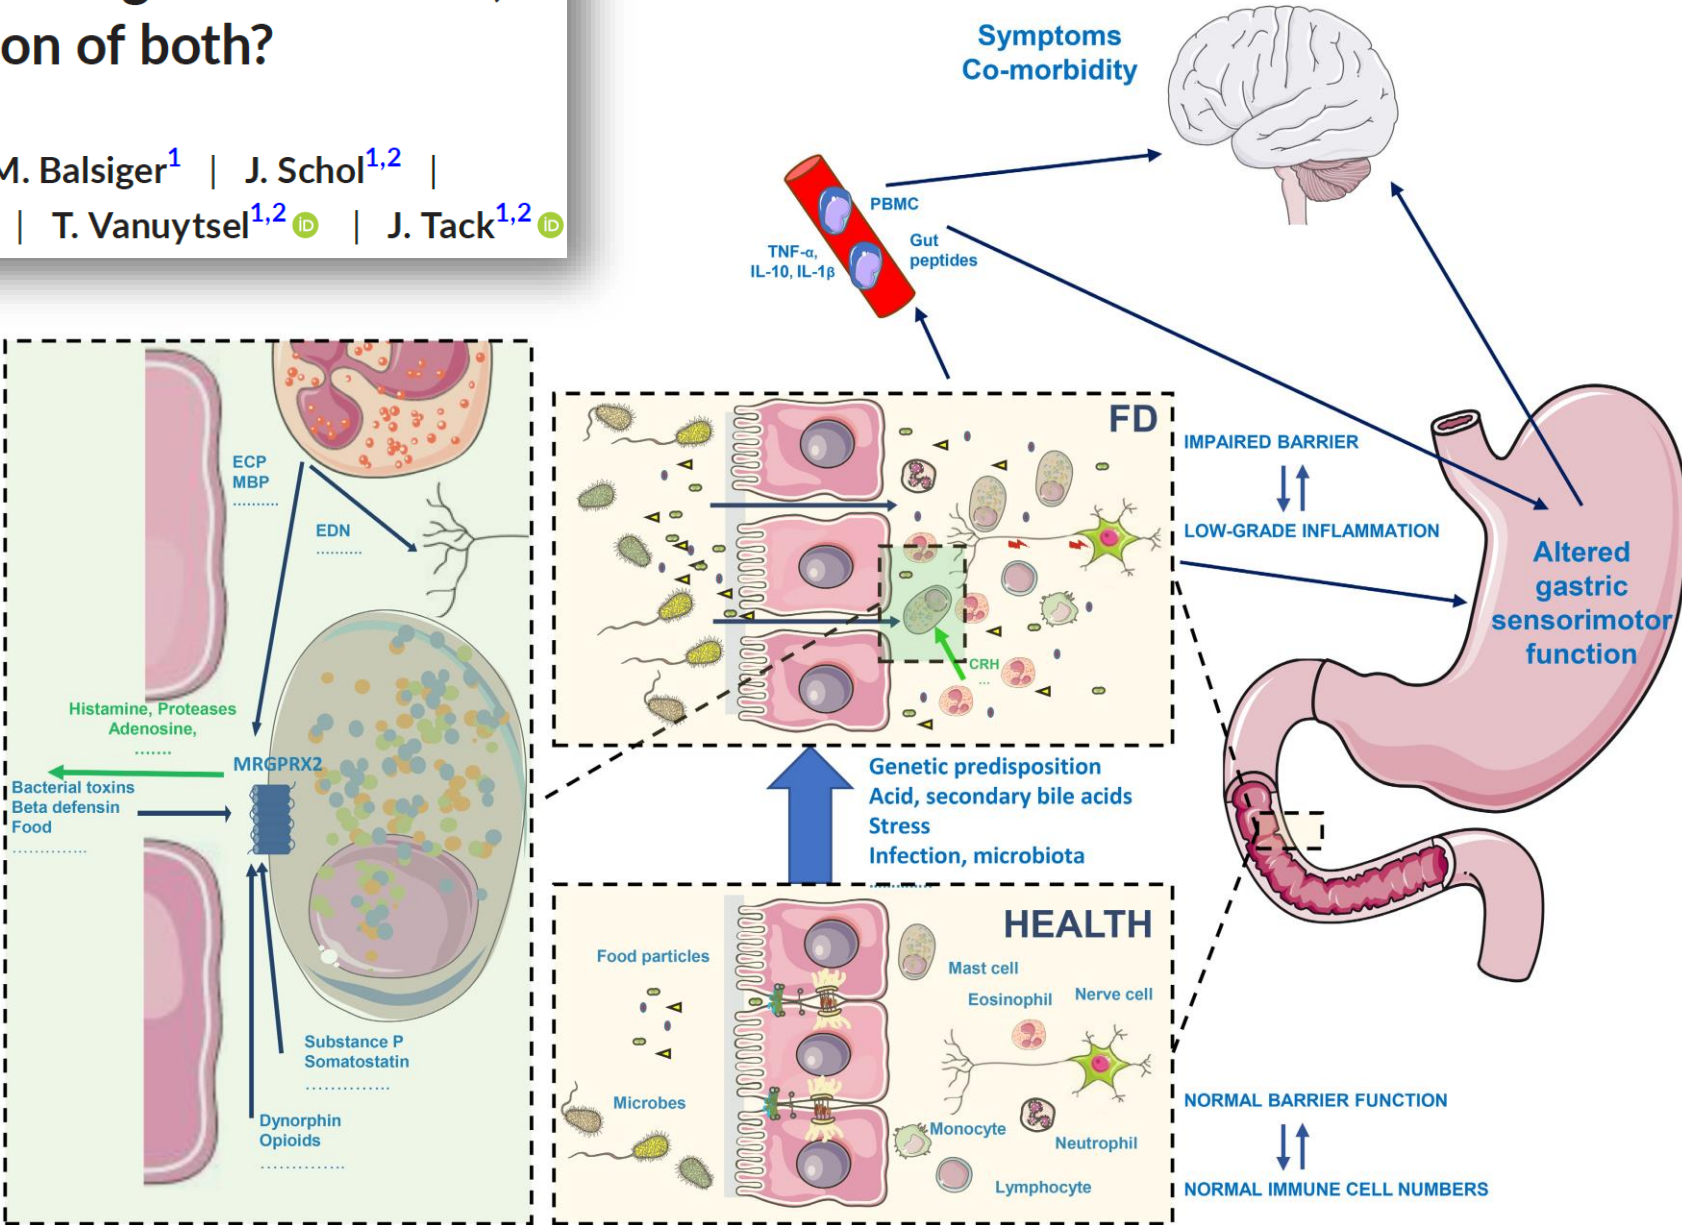 on of both?
M. Balsiger1 | J. Schol1,2 |
| T. Vanuytsel1,2 iD | J. Tack1,2 iD
Symptoms
Co-morbidity
PBMC
TNF-α,
IL-10, IL-1β
Gut
peptides
ECP
MBP
..........
EDN
..........
Histamine, Proteases
Adenosine,
.......
MRGPRX2
Bacterial toxins
Beta defensin
Food
..............
Substance P
Somatostatin
..............
Dynorphin
Opioids
..............
FD
CRH
...
IMPAIRED BARRIER
LOW-GRADE INFLAMMATION
Altered
gastric
sensorimotor
function
Genetic predisposition
Acid, secondary bile acids
Stress
Infection, microbiota
............
HEALTH
Food particles
Microbes
Mast cell
Eosinophil
Nerve cell
Monocyte
Neutrophil
Lymphocyte
NORMAL BARRIER FUNCTION
NORMAL IMMUNE CELL NUMBERS